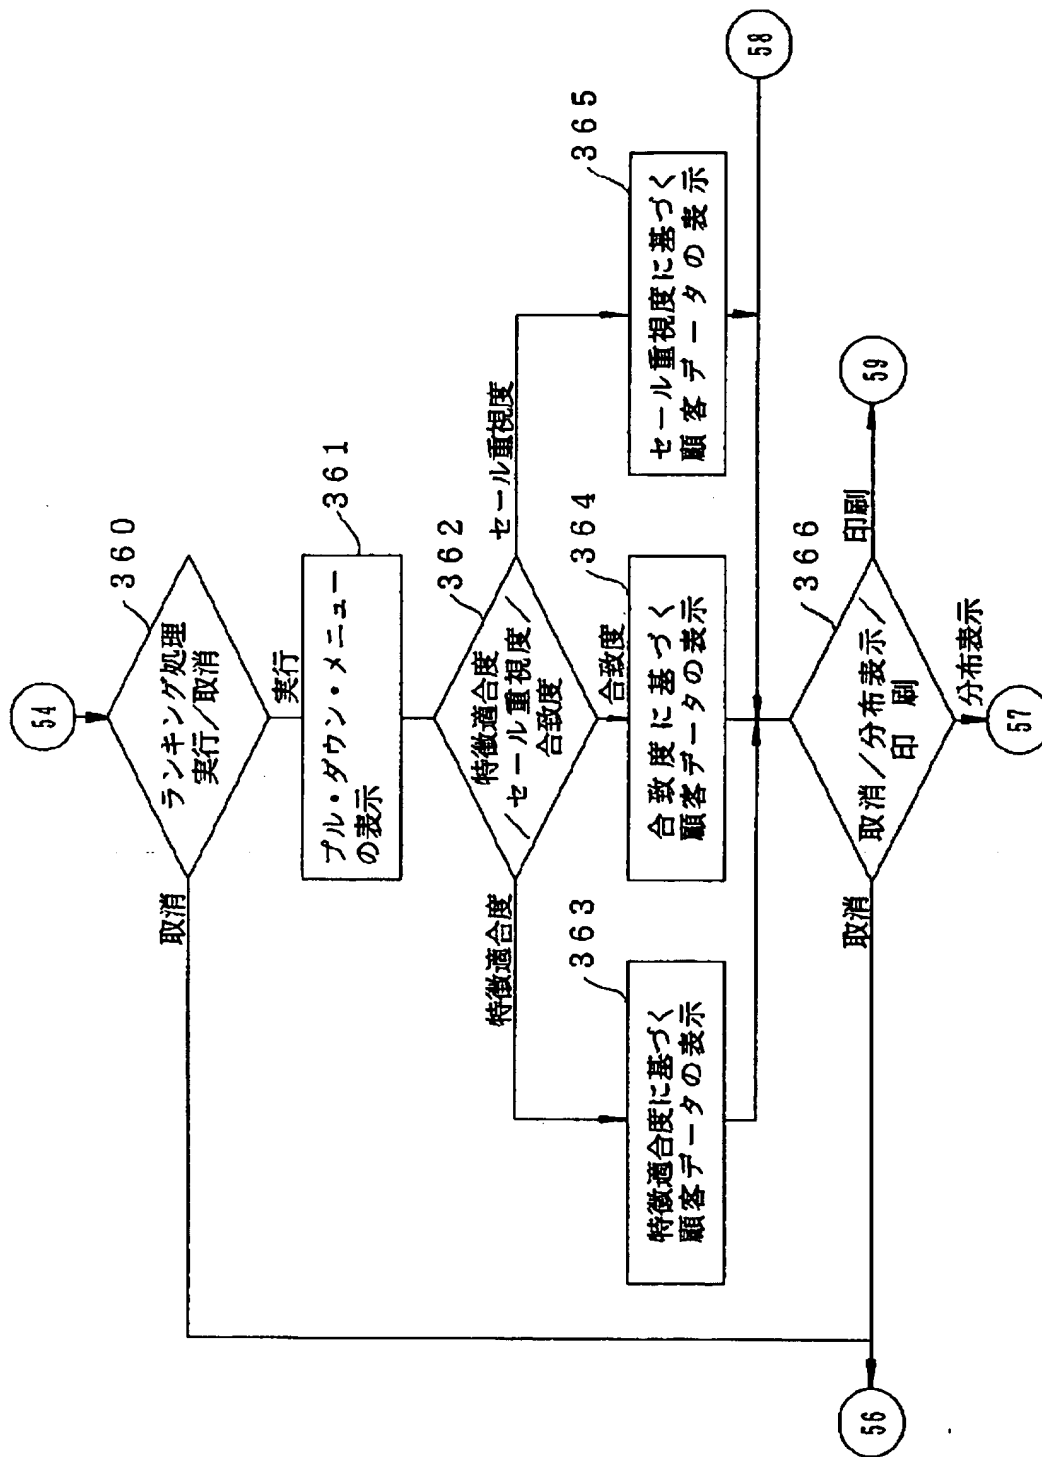 54
360
ランキング処理
実行／取消
取消
実行
361
プル・ダウン・メニュー
の表示
362
特徴適合度
／セール重視度／
合致度
特徴適合度
合致度
セール重視度
363
特徴適合度に基づく
顧客データの表示
364
合致度に基づく
顧客データの表示
365
セール重視度に基づく
顧客データの表示
58
366
取消／分布表示／
印刷
取消
分布表示
印刷
56
57
59